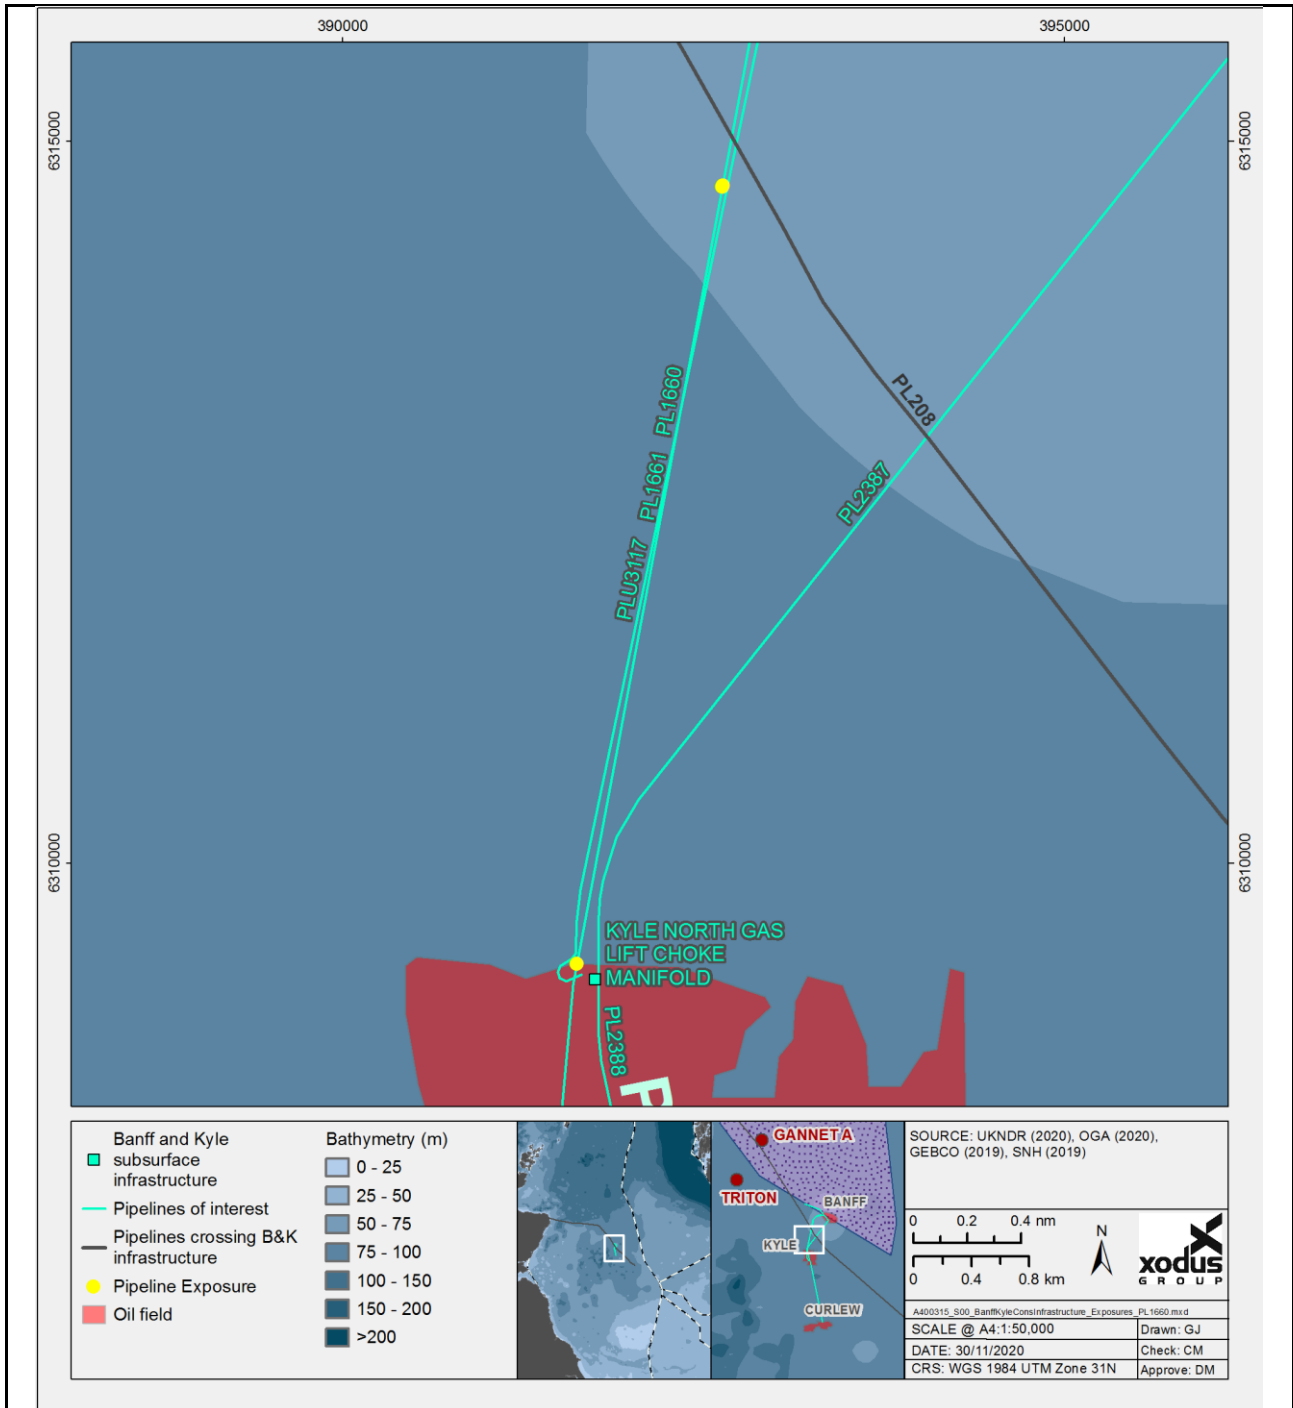 390000
395000
6315000
6315000
PL208
PL1660
PL1661
PLU3117
PL2387
6310000
6310000
KYLE NORTH GAS
LIFT CHOKE
MANIFOLD
PL2388
P
Banff and Kyle
subsurface
infrastructure
Pipelines of interest
Pipelines crossing B&K
infrastructure
Pipeline Exposure
Oil field
Bathymetry (m)
0 - 25
25 - 50
50 - 75
75 - 100
100 - 150
150 - 200
>200
GANNET A
TRITON
BANFF
KYLE
CURLEW
SOURCE: UKNDR (2020), OGA (2020),
GEBCO (2019), SNH (2019)
0 0.2 0.4 nm
0 0.4 0.8 km
N
xodus
GROUP
A400315_S00_BanffKyleConsInfrastructure_Exposures_PL1660.mxd
SCALE @ A4:1:50,000
Drawn: GJ
DATE: 30/11/2020
Check: CM
CRS: WGS 1984 UTM Zone 31N
Approve: DM